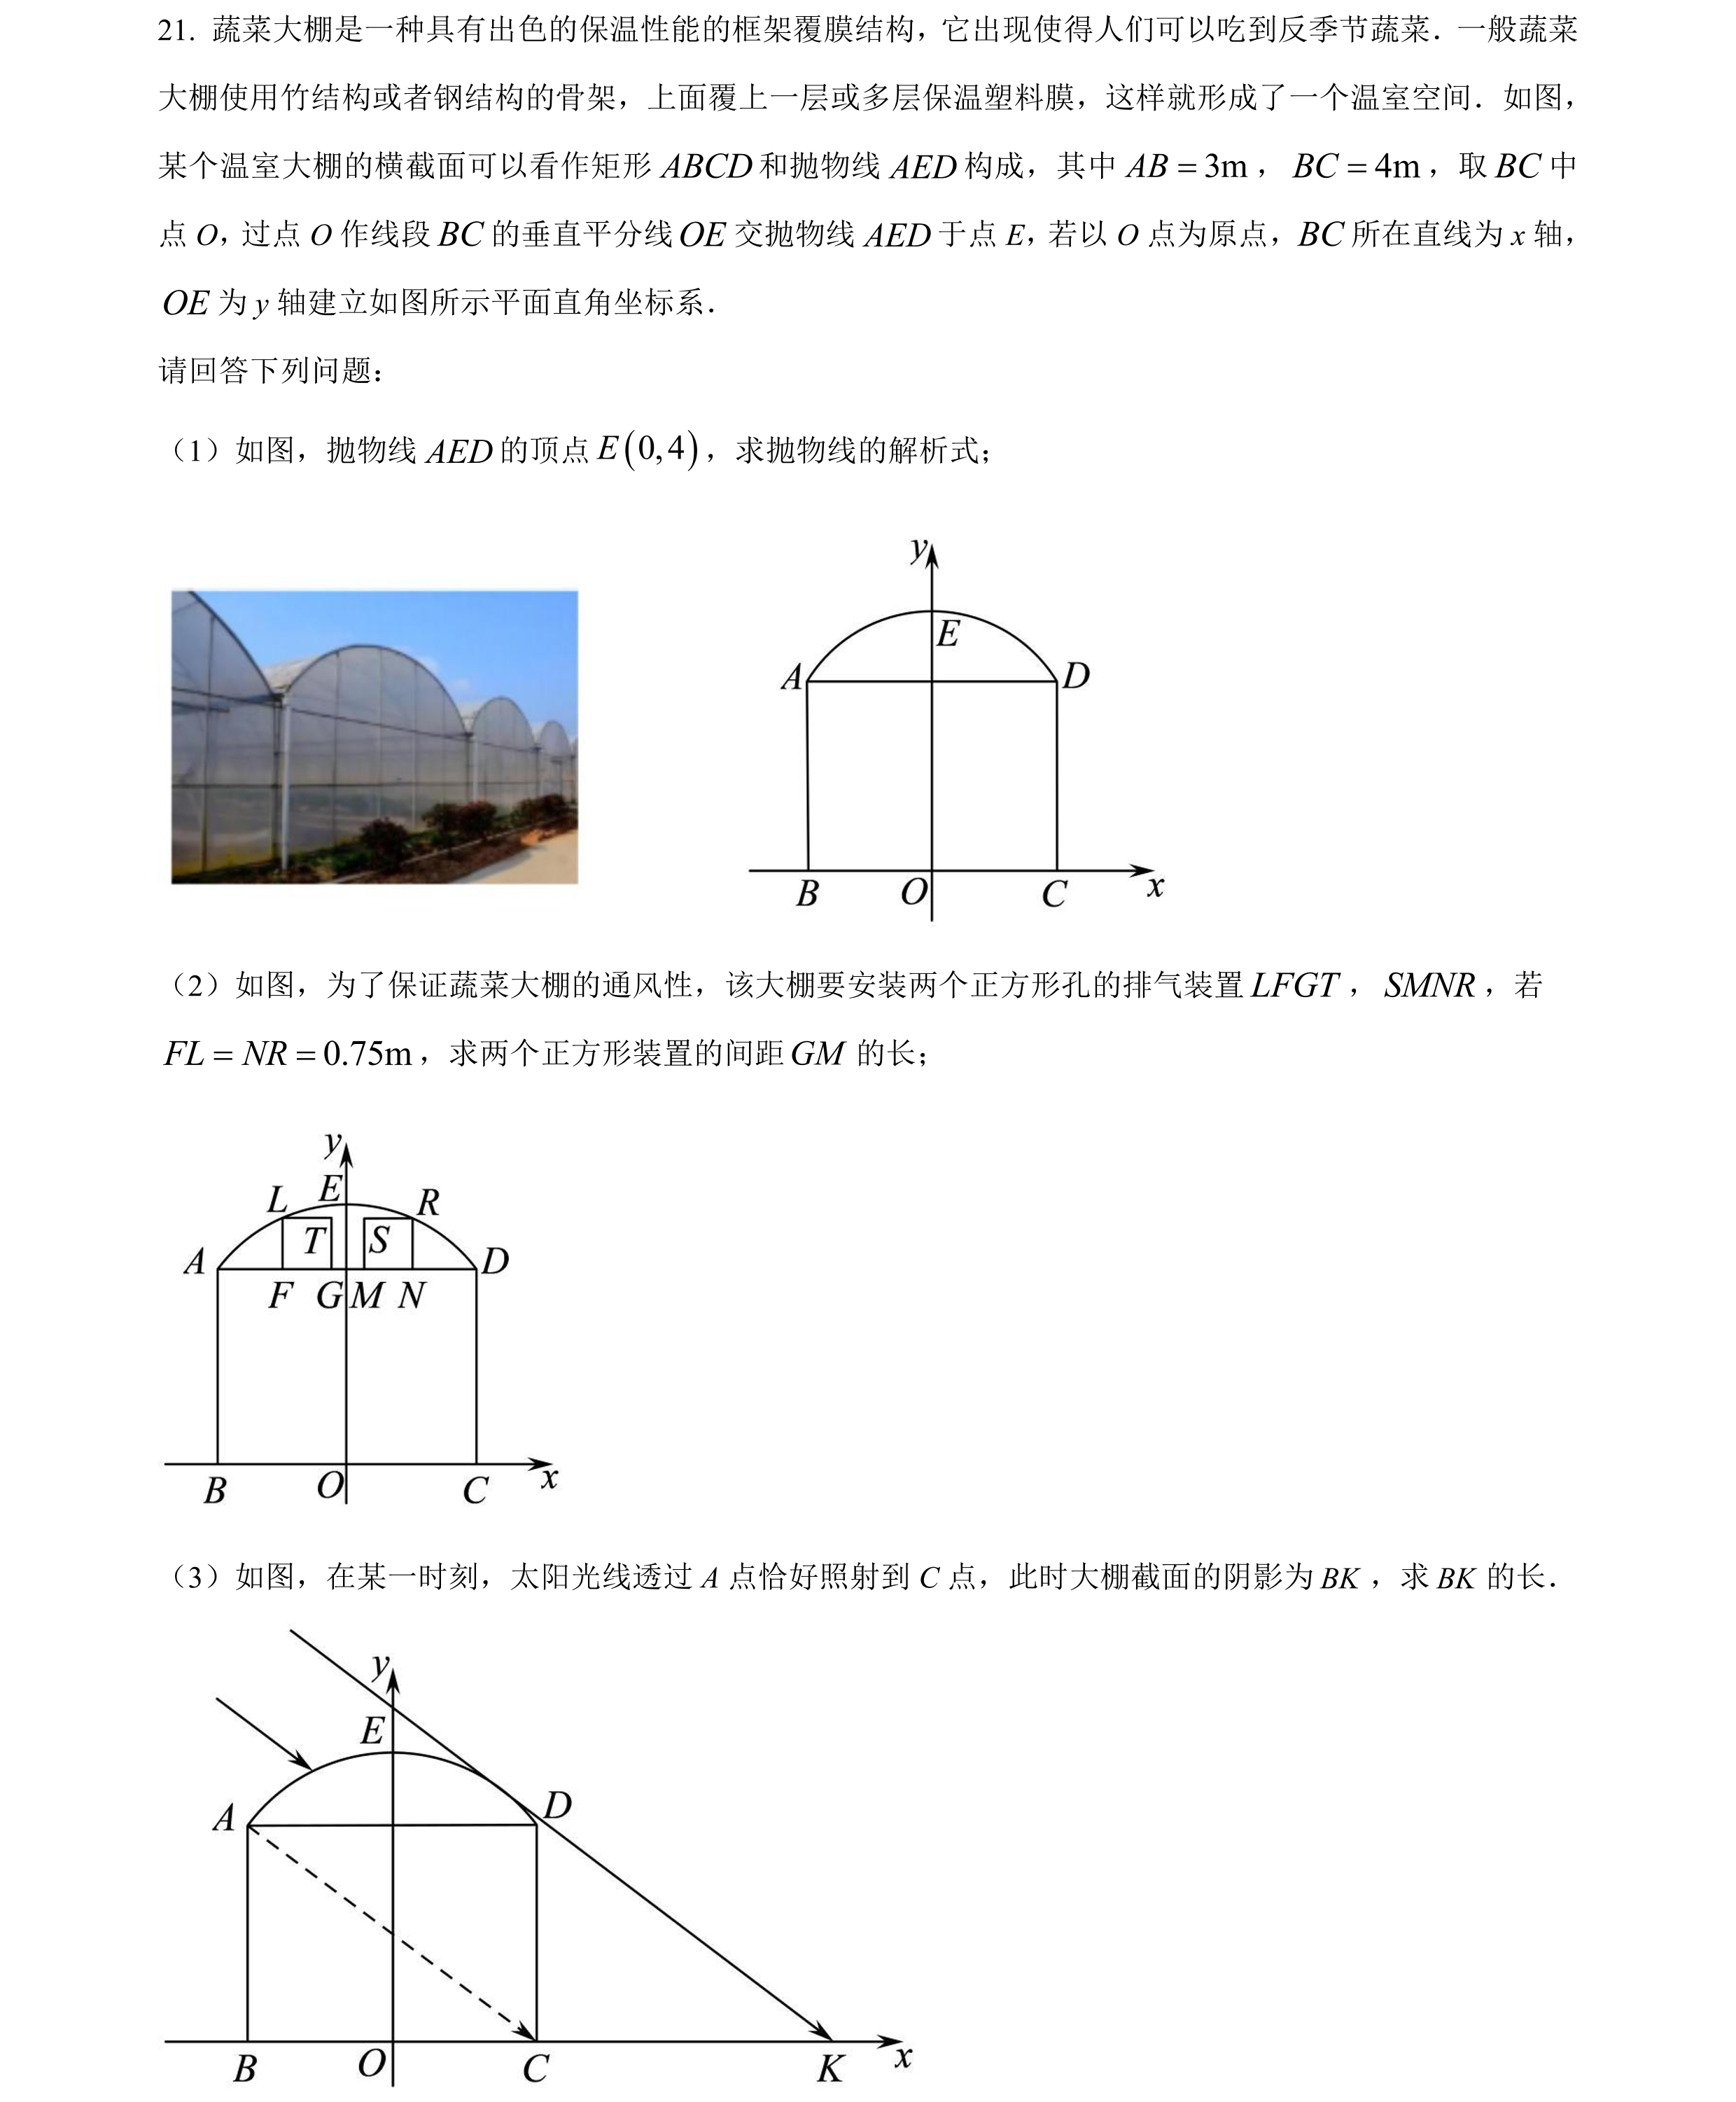 21. 蔬菜大棚是一种具有出色的保温性能的框架覆膜结构，它出现使得人们可以吃到反季节蔬菜．一般蔬菜
大棚使用竹结构或者钢结构的骨架，上面覆上一层或多层保温塑料膜，这样就形成了一个温室空间．如图，
某个温室大棚的横截面可以看作矩形 ABCD 和抛物线 AED 构成，其中 AB = 3m，BC = 4m，取 BC 中
点 O，过点 O 作线段 BC 的垂直平分线 OE 交抛物线 AED 于点 E，若以 O 点为原点，BC 所在直线为 x 轴，
OE 为 y 轴建立如图所示平面直角坐标系．
请回答下列问题：
（1）如图，抛物线 AED 的顶点 E(0,4)，求抛物线的解析式；
y
E
A D
B O C x
（2）如图，为了保证蔬菜大棚的通风性，该大棚要安装两个正方形孔的排气装置 LFGT，SMNR，若
FL = NR = 0.75m，求两个正方形装置的间距 GM 的长；
y
L E R
T S
A D
F G M N
B O C x
（3）如图，在某一时刻，太阳光线透过 A 点恰好照射到 C 点，此时大棚截面的阴影为 BK，求 BK 的长．
y
E
A D
B O C K x